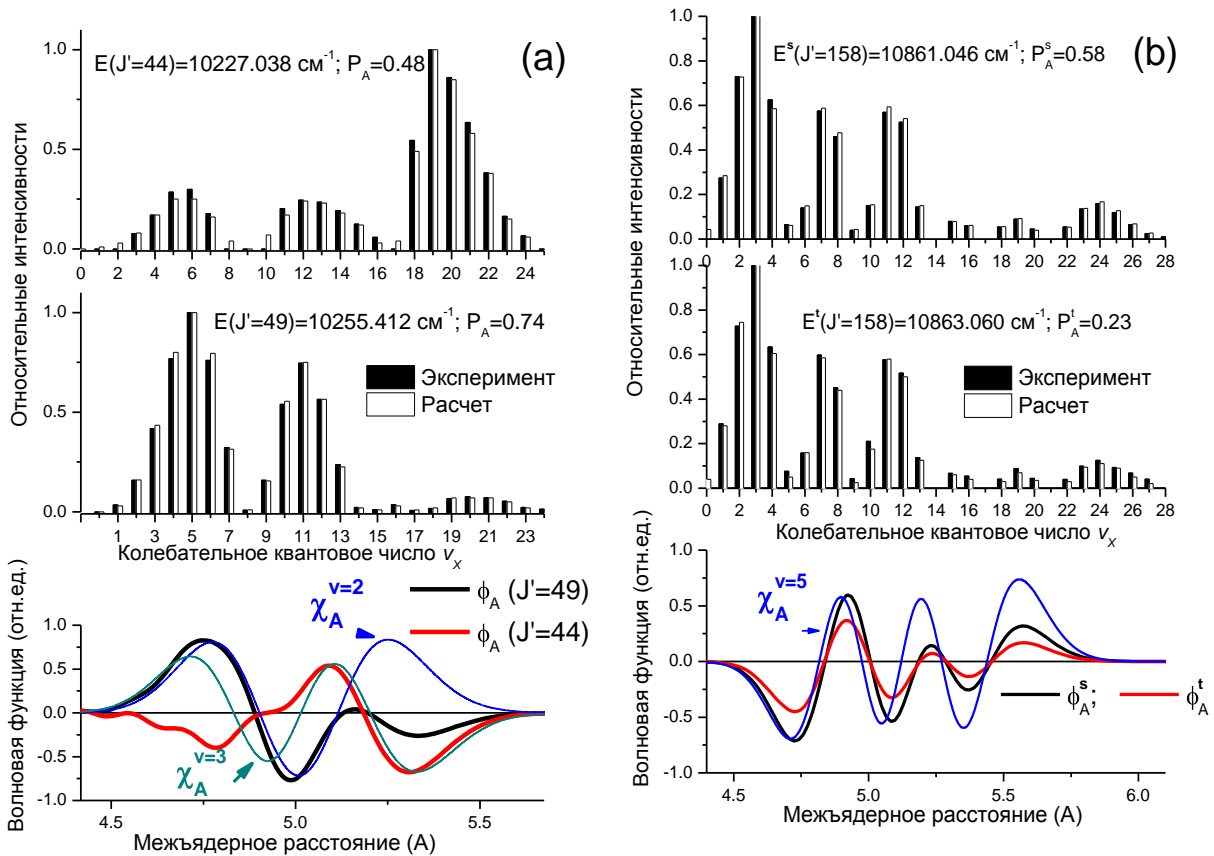 (a)
E(J'=44)=10227.038 см⁻¹; P_A=0.48
Относительные интенсивности
1.0
0.5
0.0
0 2 4 6 8 10 12 14 16 18 20 22 24
E(J'=49)=10255.412 см⁻¹; P_A=0.74
Эксперимент
Расчет
1.0
0.5
0.0
1 3 5 7 9 11 13 15 17 19 21 23
Колебательное квантовое число v_X
Волновая функция (отн.ед.)
χ_A^{v=2}
ϕ_A (J'=49)
ϕ_A (J'=44)
χ_A^{v=3}
1.0
0.5
0.0
-0.5
-1.0
4.5 5.0 5.5
Межъядерное расстояние (А)
(b)
E^s(J'=158)=10861.046 см⁻¹; P_A^s=0.58
Относительные интенсивности
1.0
0.8
0.6
0.4
0.2
0.0
0 2 4 6 8 10 12 14 16 18 20 22 24 26 28
E^t(J'=158)=10863.060 см⁻¹; P_A^t=0.23
Эксперимент
Расчет
1.0
0.8
0.6
0.4
0.2
0.0
0 2 4 6 8 10 12 14 16 18 20 22 24 26 28
Колебательное квантовое число v_X
Волновая функция (отн.ед.)
χ_A^{v=5}
ϕ_A^s; ϕ_A^t
1.0
0.5
0.0
-0.5
-1.0
4.5 5.0 5.5 6.0
Межъядерное расстояние (А)